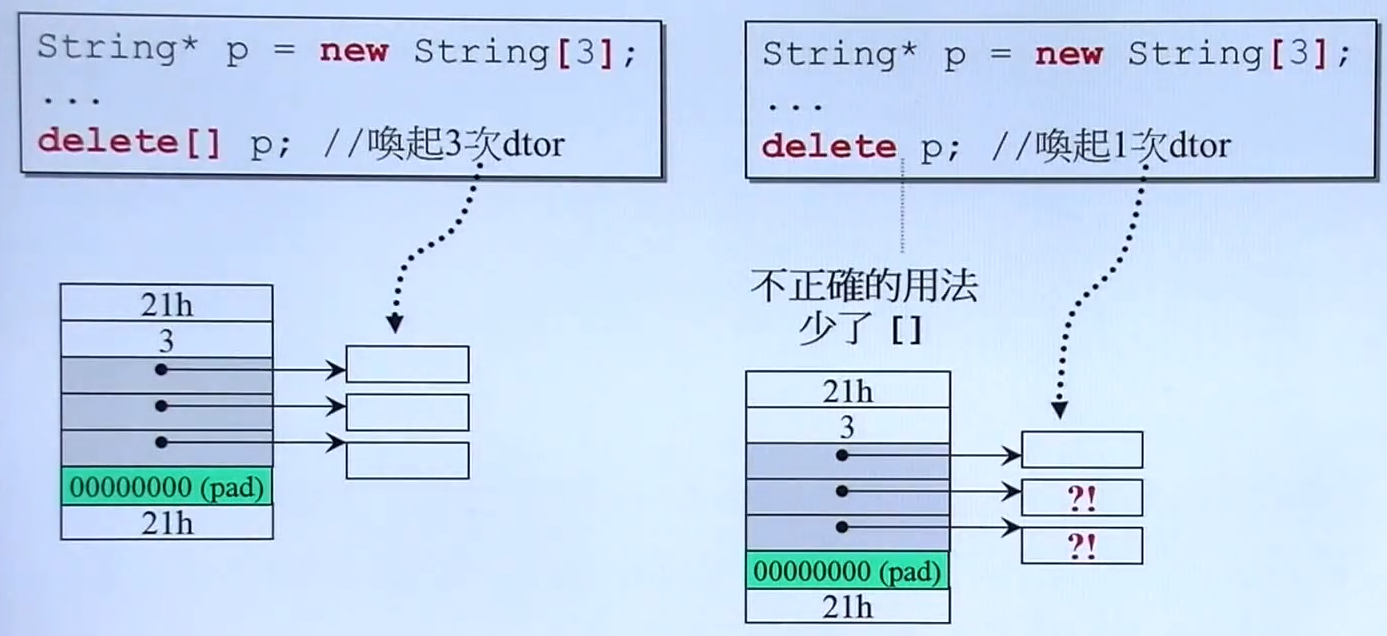 String* p = new String[3];
...
delete[] p; //喚起3次dtor
21h
3
00000000 (pad)
21h
String* p = new String[3];
...
delete p; //喚起1次dtor
不正確的用法
少了 []
21h
3
?!
?!
00000000 (pad)
21h